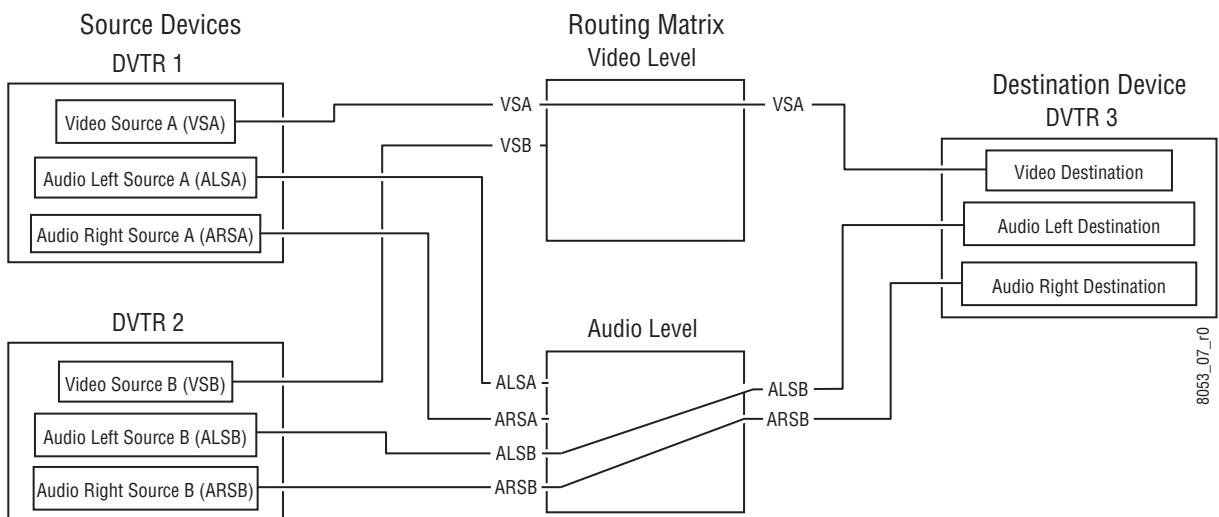 Source Devices
DVTR 1
Video Source A (VSA)
Audio Left Source A (ALSA)
Audio Right Source A (ARSA)
DVTR 2
Video Source B (VSB)
Audio Left Source B (ALSB)
Audio Right Source B (ARSB)
Routing Matrix
Video Level
VSA
VSB
VSA
Audio Level
ALSA
ARSA
ALSB
ARSB
ALSB
ARSB
Destination Device
DVTR 3
Video Destination
Audio Left Destination
Audio Right Destination
8053_07_r0